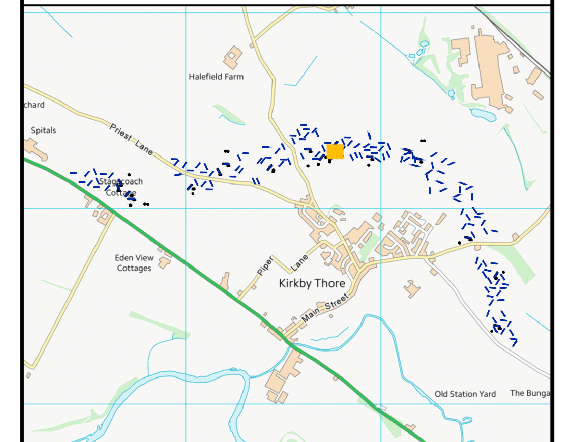 Halefield Farm
chard
Spitals
Priest Lane
Stagecoach
Cottage
Eden View
Cottages
Piper Lane
Kirkby Thore
Main Street
Old Station Yard
The Bunga